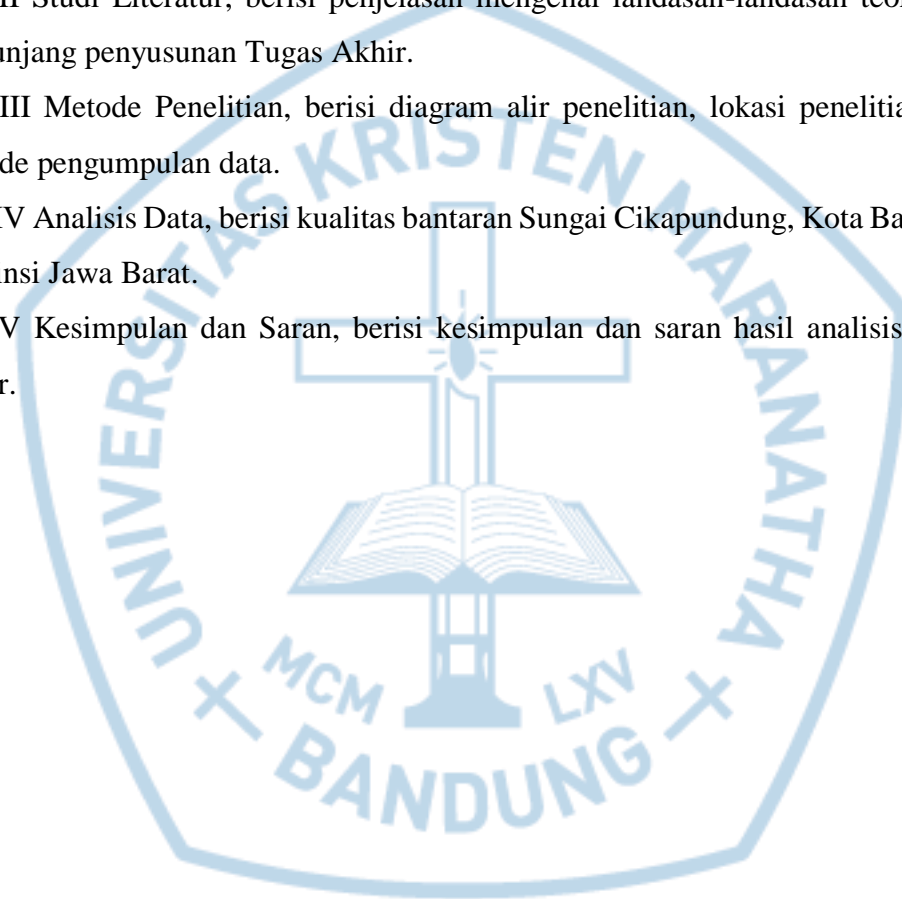 II Studi Literatur, berisi penjelasan mengenai landasan-landasan
unjang penyusunan Tugas Akhir.
III Metode Penelitian, berisi diagram alir penelitian, lokasi penelitia
de pengumpulan data.
IV Analisis Data, berisi kualitas bantaran Sungai Cikapundung, Kota Ba
insi Jawa Barat.
V Kesimpulan dan Saran, berisi kesimpulan dan saran hasil analisis
r.
UNIVERSITAS KRISTEN MARANATHA
MCM LXV
BANDUNG